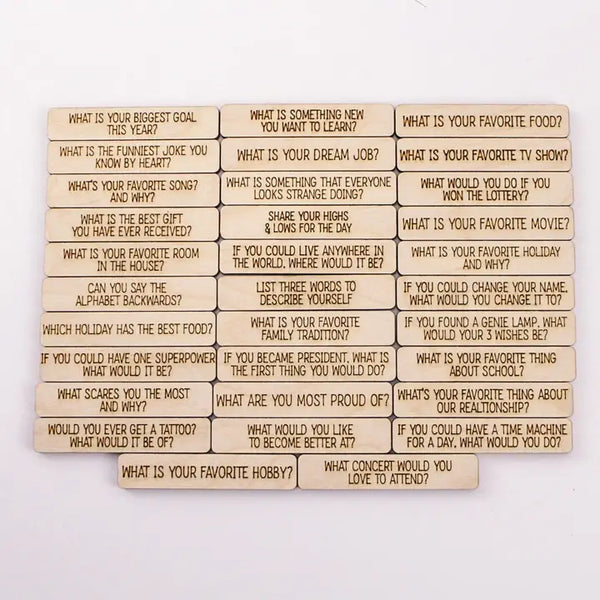 WHAT IS YOUR BIGGEST GOAL
THIS YEAR?
WHAT IS SOMETHING NEW
YOU WANT TO LEARN?
WHAT IS YOUR FAVORITE FOOD?
WHAT IS THE FUNNIEST JOKE YOU
KNOW BY HEART?
WHAT IS YOUR DREAM JOB?
WHAT IS YOUR FAVORITE TV SHOW?
WHAT'S YOUR FAVORITE SONG?
AND WHY?
WHAT IS SOMETHING THAT EVERYONE
LOOKS STRANGE DOING?
WHAT WOULD YOU DO IF YOU
WON THE LOTTERY?
WHAT IS THE BEST GIFT
YOU HAVE EVER RECEIVED?
SHARE YOUR HIGHS
& LOWS FOR THE DAY
WHAT IS YOUR FAVORITE MOVIE?
WHAT IS YOUR FAVORITE ROOM
IN THE HOUSE?
IF YOU COULD LIVE ANYWHERE IN
THE WORLD. WHERE WOULD IT BE?
WHAT IS YOUR FAVORITE HOLIDAY
AND WHY?
CAN YOU SAY THE
ALPHABET BACKWARDS?
LIST THREE WORDS TO
DESCRIBE YOURSELF
IF YOU COULD CHANGE YOUR NAME.
WHAT WOULD YOU CHANGE IT TO?
WHICH HOLIDAY HAS THE BEST FOOD?
WHAT IS YOUR FAVORITE
FAMILY TRADITION?
IF YOU FOUND A GENIE LAMP. WHAT
WOULD YOUR 3 WISHES BE?
IF YOU COULD HAVE ONE SUPERPOWER
WHAT WOULD IT BE?
IF YOU BECAME PRESIDENT. WHAT IS
THE FIRST THING YOU WOULD DO?
WHAT IS YOUR FAVORITE THING
ABOUT SCHOOL?
WHAT SCARES YOU THE MOST
AND WHY?
WHAT ARE YOU MOST PROUD OF?
WHAT'S YOUR FAVORITE THING ABOUT
OUR REALTIONSHIP?
WOULD YOU EVER GET A TATTOO?
WHAT WOULD IT BE OF?
WHAT WOULD YOU LIKE
TO BECOME BETTER AT?
IF YOU COULD HAVE A TIME MACHINE
FOR A DAY. WHAT WOULD YOU DO?
WHAT IS YOUR FAVORITE HOBBY?
WHAT CONCERT WOULD YOU
LOVE TO ATTEND?